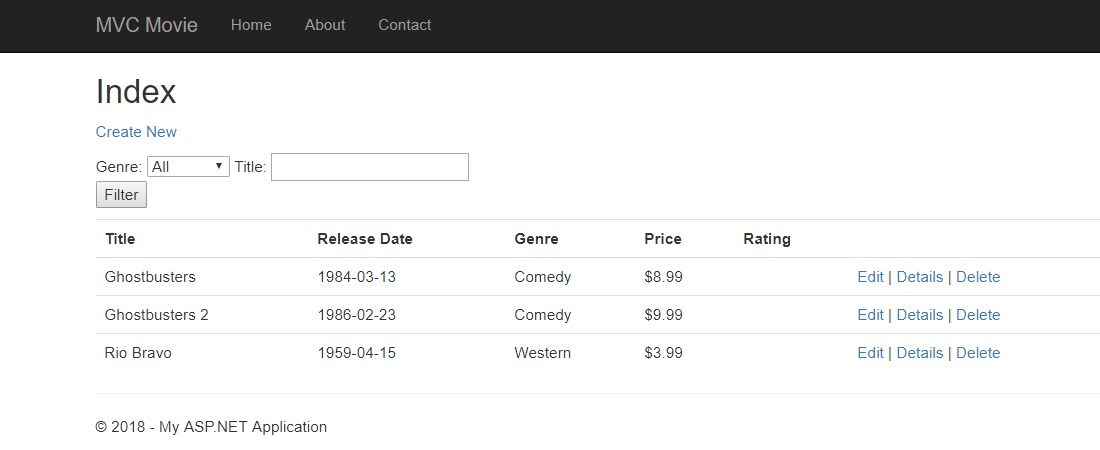 MVC Movie Home About Contact
Index
Create New
Genre: All Title:
Filter
Title Release Date Genre Price Rating
Ghostbusters 1984-03-13 Comedy $8.99 Edit | Details | Delete
Ghostbusters 2 1986-02-23 Comedy $9.99 Edit | Details | Delete
Rio Bravo 1959-04-15 Western $3.99 Edit | Details | Delete
© 2018 - My ASP.NET Application